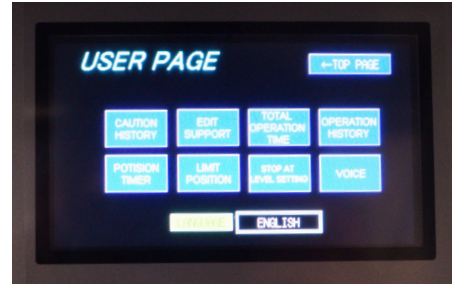 USER PAGE
←TOP PAGE
CAUTION
HISTORY
EDIT
SUPPORT
TOTAL
OPERATION
TIME
OPERATION
HISTORY
POTISION
TIMER
LIMIT
POSITION
STOP AT
LEVEL SETTING
VOICE
LANGUAGE
ENGLISH